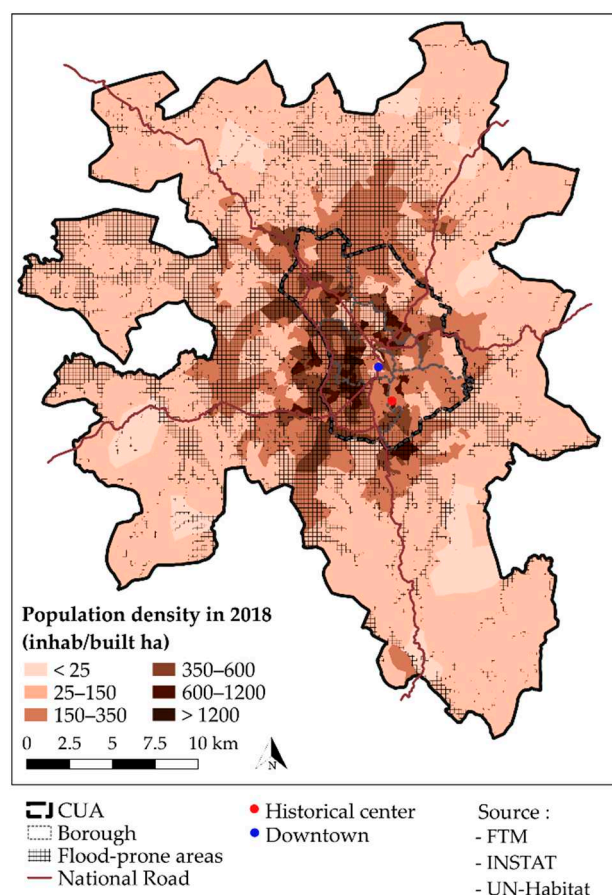 Population density in 2018
(inhab/built ha)
< 25
350–600
25–150
600–1200
150–350
> 1200
0 2.5 5 7.5 10 km
N
CUA
Historical center
Source :
Borough
Downtown
- FTM
Flood-prone areas
- INSTAT
National Road
- UN-Habitat